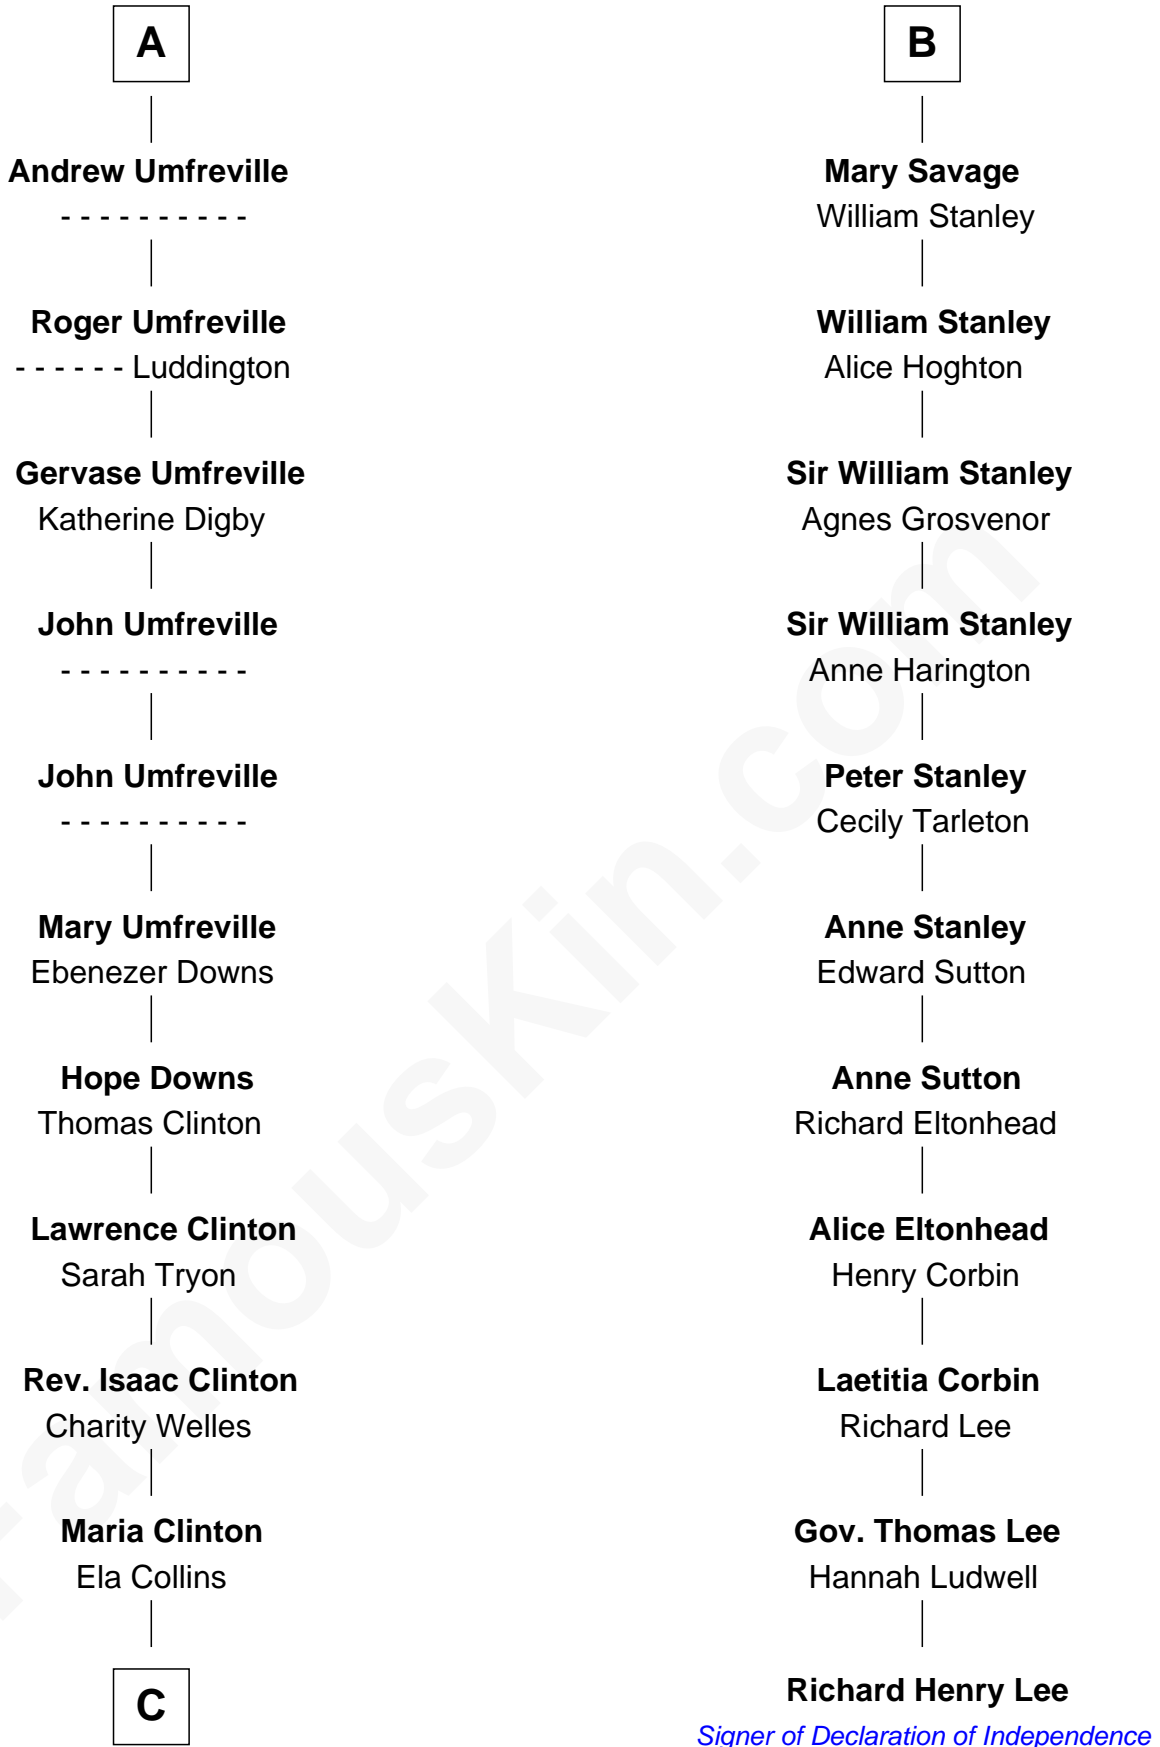 A
Andrew Umfreville
- - - - - - - - - -
Roger Umfreville
- - - - - - Luddington
Gervase Umfreville
Katherine Digby
John Umfreville
- - - - - - - - - -
John Umfreville
- - - - - - - - - -
Mary Umfreville
Ebenezer Downs
Hope Downs
Thomas Clinton
Lawrence Clinton
Sarah Tryon
Rev. Isaac Clinton
Charity Welles
Maria Clinton
Ela Collins
C
B
Mary Savage
William Stanley
William Stanley
Alice Hoghton
Sir William Stanley
Agnes Grosvenor
Sir William Stanley
Anne Harington
Peter Stanley
Cecily Tarleton
Anne Stanley
Edward Sutton
Anne Sutton
Richard Eltonhead
Alice Eltonhead
Henry Corbin
Laetitia Corbin
Richard Lee
Gov. Thomas Lee
Hannah Ludwell
Richard Henry Lee
Signer of Declaration of Independence
FamousKin.com